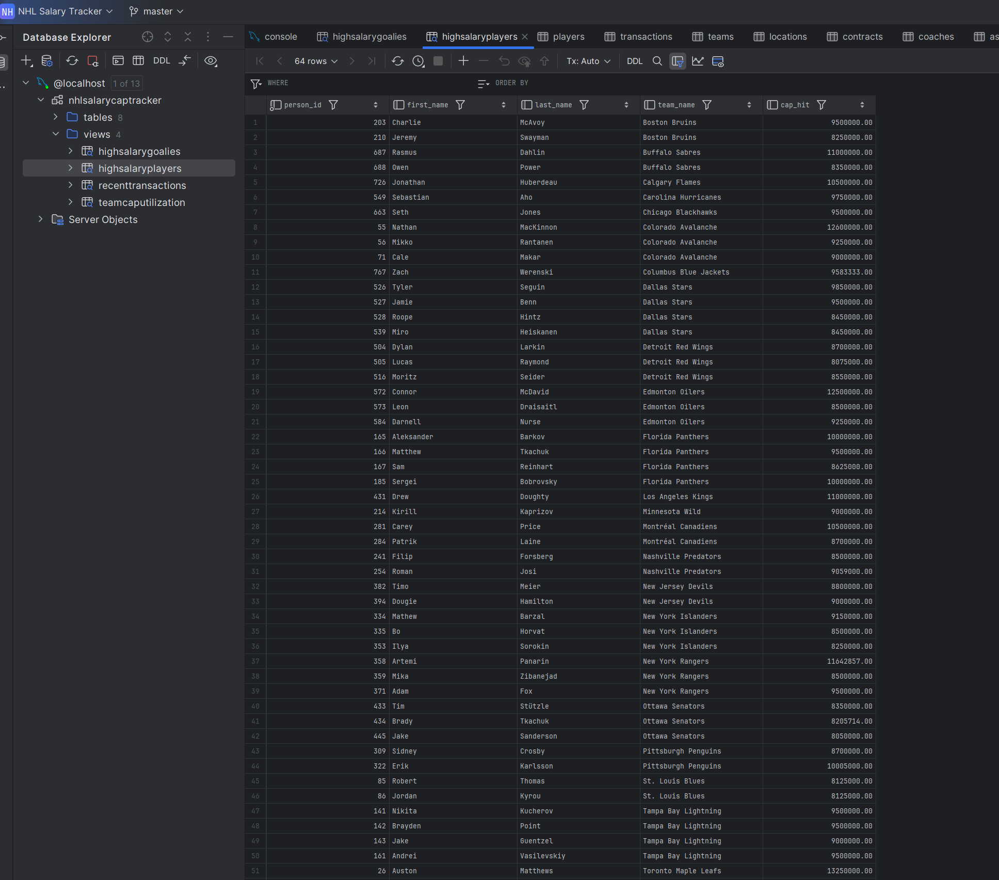 NH NHL Salary Tracker master
Database Explorer
console highsalarygoalies highsalaryplayers players transactions teams locations contracts coaches as
DDL
64 rows Tx: Auto DDL
WHERE ORDER BY
@localhost 1 of 13
nhlsalarycaptracker
tables 8
views 4
highsalarygoalies
highsalaryplayers
recenttransactions
teamcaputilization
Server Objects
person_id first_name last_name team_name cap_hit
1 203 Charlie McAvoy Boston Bruins 9500000.00
2 210 Jeremy Swayman Boston Bruins 8250000.00
3 687 Rasmus Dahlin Buffalo Sabres 11000000.00
4 688 Owen Power Buffalo Sabres 8350000.00
5 726 Jonathan Huberdeau Calgary Flames 10500000.00
6 549 Sebastian Aho Carolina Hurricanes 9750000.00
7 663 Seth Jones Chicago Blackhawks 9500000.00
8 55 Nathan MacKinnon Colorado Avalanche 12600000.00
9 56 Mikko Rantanen Colorado Avalanche 9250000.00
10 71 Cale Makar Colorado Avalanche 9000000.00
11 767 Zach Werenski Columbus Blue Jackets 9583333.00
12 526 Tyler Seguin Dallas Stars 9850000.00
13 527 Jamie Benn Dallas Stars 9500000.00
14 528 Roope Hintz Dallas Stars 8450000.00
15 539 Miro Heiskanen Dallas Stars 8450000.00
16 504 Dylan Larkin Detroit Red Wings 8700000.00
17 505 Lucas Raymond Detroit Red Wings 8075000.00
18 516 Moritz Seider Detroit Red Wings 8550000.00
19 572 Connor McDavid Edmonton Oilers 12500000.00
20 573 Leon Draisaitl Edmonton Oilers 8500000.00
21 584 Darnell Nurse Edmonton Oilers 9250000.00
22 165 Aleksander Barkov Florida Panthers 10000000.00
23 166 Matthew Tkachuk Florida Panthers 9500000.00
24 167 Sam Reinhart Florida Panthers 8625000.00
25 185 Sergei Bobrovsky Florida Panthers 10000000.00
26 431 Drew Doughty Los Angeles Kings 11000000.00
27 214 Kirill Kaprizov Minnesota Wild 9000000.00
28 281 Carey Price Montréal Canadiens 10500000.00
29 284 Patrik Laine Montréal Canadiens 8700000.00
30 241 Filip Forsberg Nashville Predators 8500000.00
31 254 Roman Josi Nashville Predators 9059000.00
32 382 Timo Meier New Jersey Devils 8800000.00
33 394 Dougie Hamilton New Jersey Devils 9000000.00
34 334 Mathew Barzal New York Islanders 9150000.00
35 335 Bo Horvat New York Islanders 8500000.00
36 353 Ilya Sorokin New York Islanders 8250000.00
37 358 Artemi Panarin New York Rangers 11642857.00
38 359 Mika Zibanejad New York Rangers 8500000.00
39 371 Adam Fox New York Rangers 9500000.00
40 433 Tim Stützle Ottawa Senators 8350000.00
41 434 Brady Tkachuk Ottawa Senators 8205714.00
42 445 Jake Sanderson Ottawa Senators 8050000.00
43 309 Sidney Crosby Pittsburgh Penguins 8700000.00
44 322 Erik Karlsson Pittsburgh Penguins 10005000.00
45 85 Robert Thomas St. Louis Blues 8125000.00
46 86 Jordan Kyrou St. Louis Blues 8125000.00
47 141 Nikita Kucherov Tampa Bay Lightning 9500000.00
48 142 Brayden Point Tampa Bay Lightning 9500000.00
49 143 Jake Guentzel Tampa Bay Lightning 9000000.00
50 161 Andrei Vasilevskiy Tampa Bay Lightning 9500000.00
51 26 Auston Matthews Toronto Maple Leafs 13250000.00